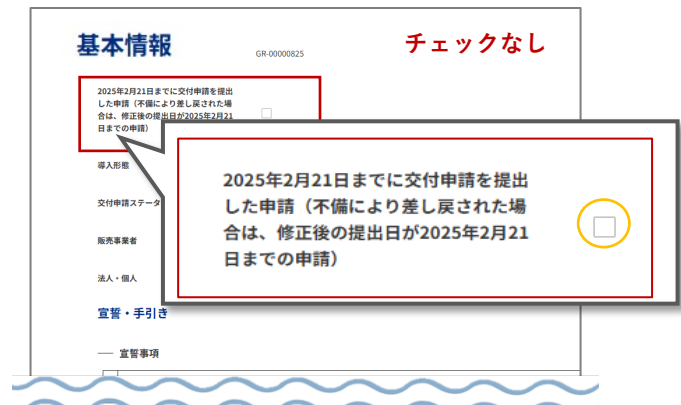 基本情報
GR-00000825
チェックなし
2025年2月21日までに交付申請を提出
した申請（不備により差し戻された場
合は、修正後の提出日が2025年2月21
日までの申請）
2025年2月21日までに交付申請を提出
した申請（不備により差し戻された場
合は、修正後の提出日が2025年2月21
日までの申請）
導入形態
交付申請ステータ
販売事業者
法人・個人
宣誓・手引き
宣誓事項